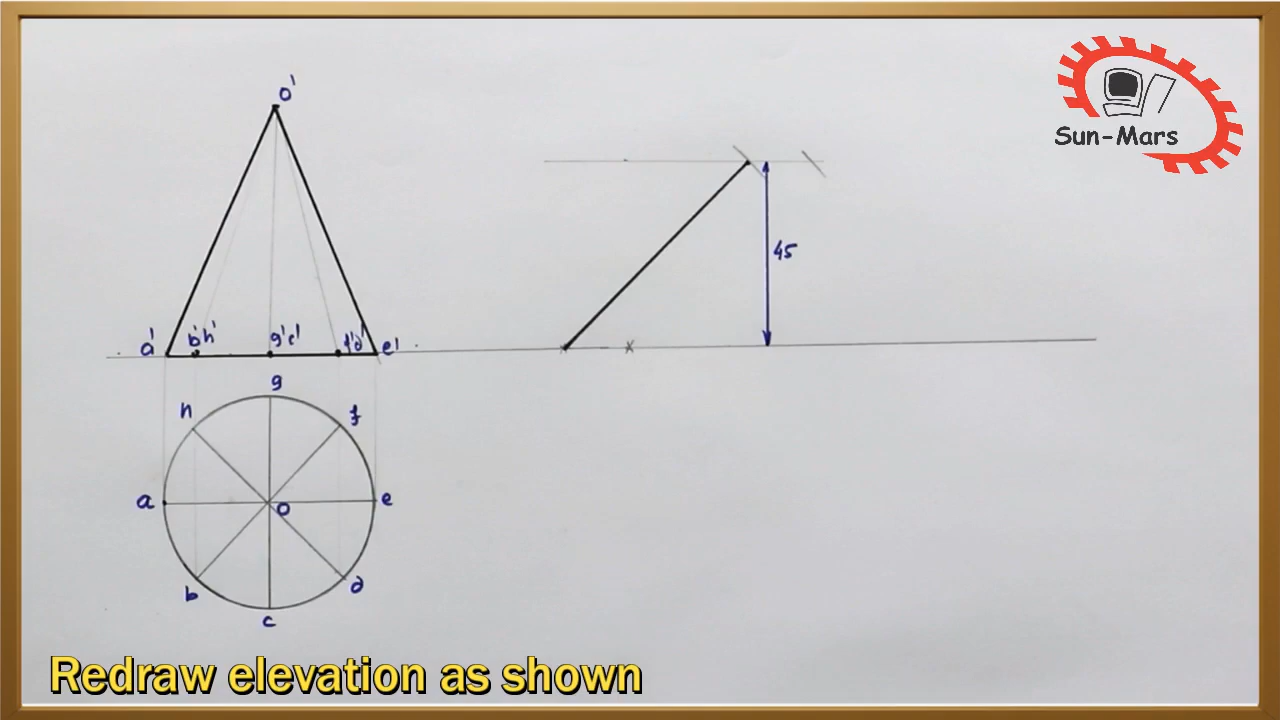 o'
Sun-Mars
45
a' b'h' g'c' f'd' e'
g
h f
a o e
b d
c
Redraw elevation as shown